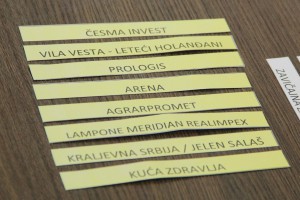 ČESMA INVEST
VILA VESTA - LETEĆI HOLANĐANI
PROLOGIS
ARENA
AGRARPROMET
LAMPONE MERIDIAN REALIMPEX
KRALJEVNA SRBIJA / JELEN SALAŠ
KUĆA ZDRAVLJA